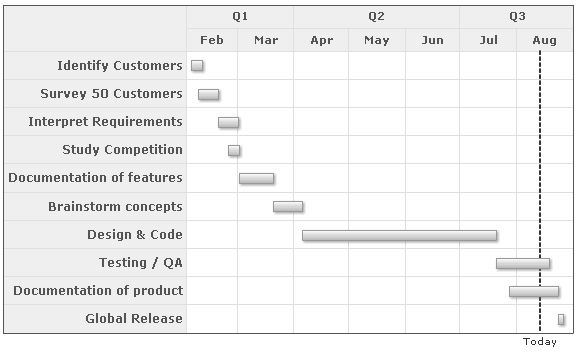 Q1 Q2 Q3
Feb Mar Apr May Jun Jul Aug
Identify Customers
Survey 50 Customers
Interpret Requirements
Study Competition
Documentation of features
Brainstorm concepts
Design & Code
Testing / QA
Documentation of product
Global Release
Today